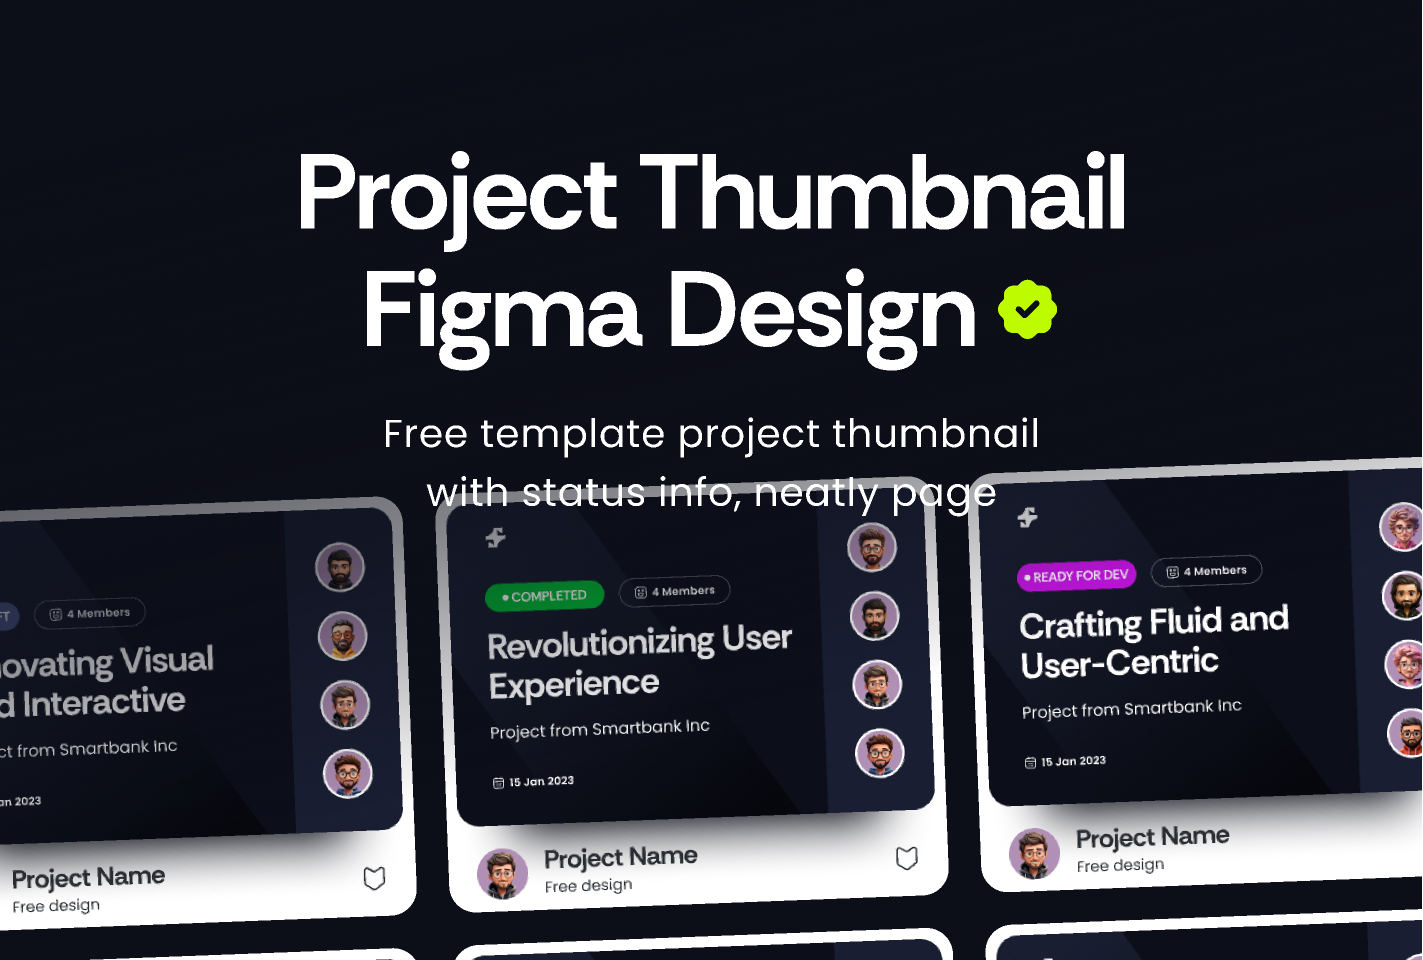 Project Thumbnail
Figma Design
Free template project thumbnail
with status info, neatly page
FT
4 Members
novating Visual
d Interactive
ct from Smartbank Inc
an 2023
Project Name
Free design
COMPLETED
4 Members
Revolutionizing User
Experience
Project from Smartbank Inc
15 Jan 2023
Project Name
Free design
READY FOR DEV
4 Members
Crafting Fluid and
User-Centric
Project from Smartbank Inc
15 Jan 2023
Project Name
Free design